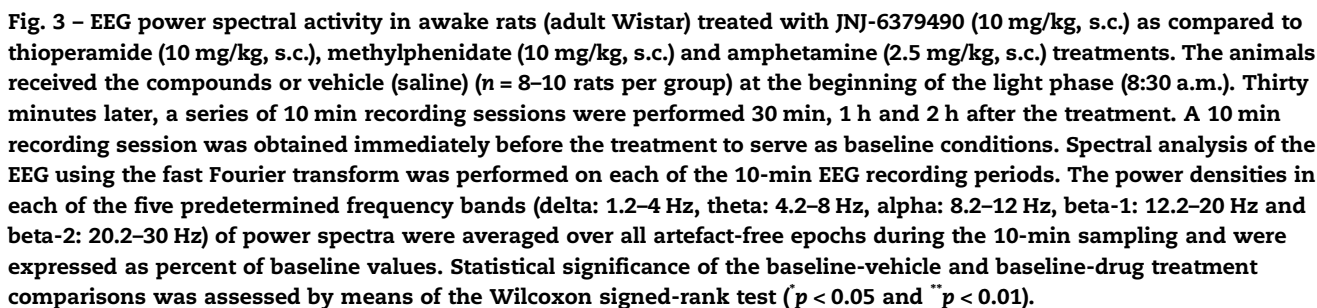 Fig. 3 – EEG power spectral activity in awake rats (adult Wistar) treated with JNJ-6379490 (10 mg/kg, s.c.) as compared to
thioperamide (10 mg/kg, s.c.), methylphenidate (10 mg/kg, s.c.) and amphetamine (2.5 mg/kg, s.c.) treatments. The animals
received the compounds or vehicle (saline) (n = 8–10 rats per group) at the beginning of the light phase (8:30 a.m.). Thirty
minutes later, a series of 10 min recording sessions were performed 30 min, 1 h and 2 h after the treatment. A 10 min
recording session was obtained immediately before the treatment to serve as baseline conditions. Spectral analysis of the
EEG using the fast Fourier transform was performed on each of the 10-min EEG recording periods. The power densities in
each of the five predetermined frequency bands (delta: 1.2–4 Hz, theta: 4.2–8 Hz, alpha: 8.2–12 Hz, beta-1: 12.2–20 Hz and
beta-2: 20.2–30 Hz) of power spectra were averaged over all artefact-free epochs during the 10-min sampling and were
expressed as percent of baseline values. Statistical significance of the baseline-vehicle and baseline-drug treatment
comparisons was assessed by means of the Wilcoxon signed-rank test (*p < 0.05 and **p < 0.01).